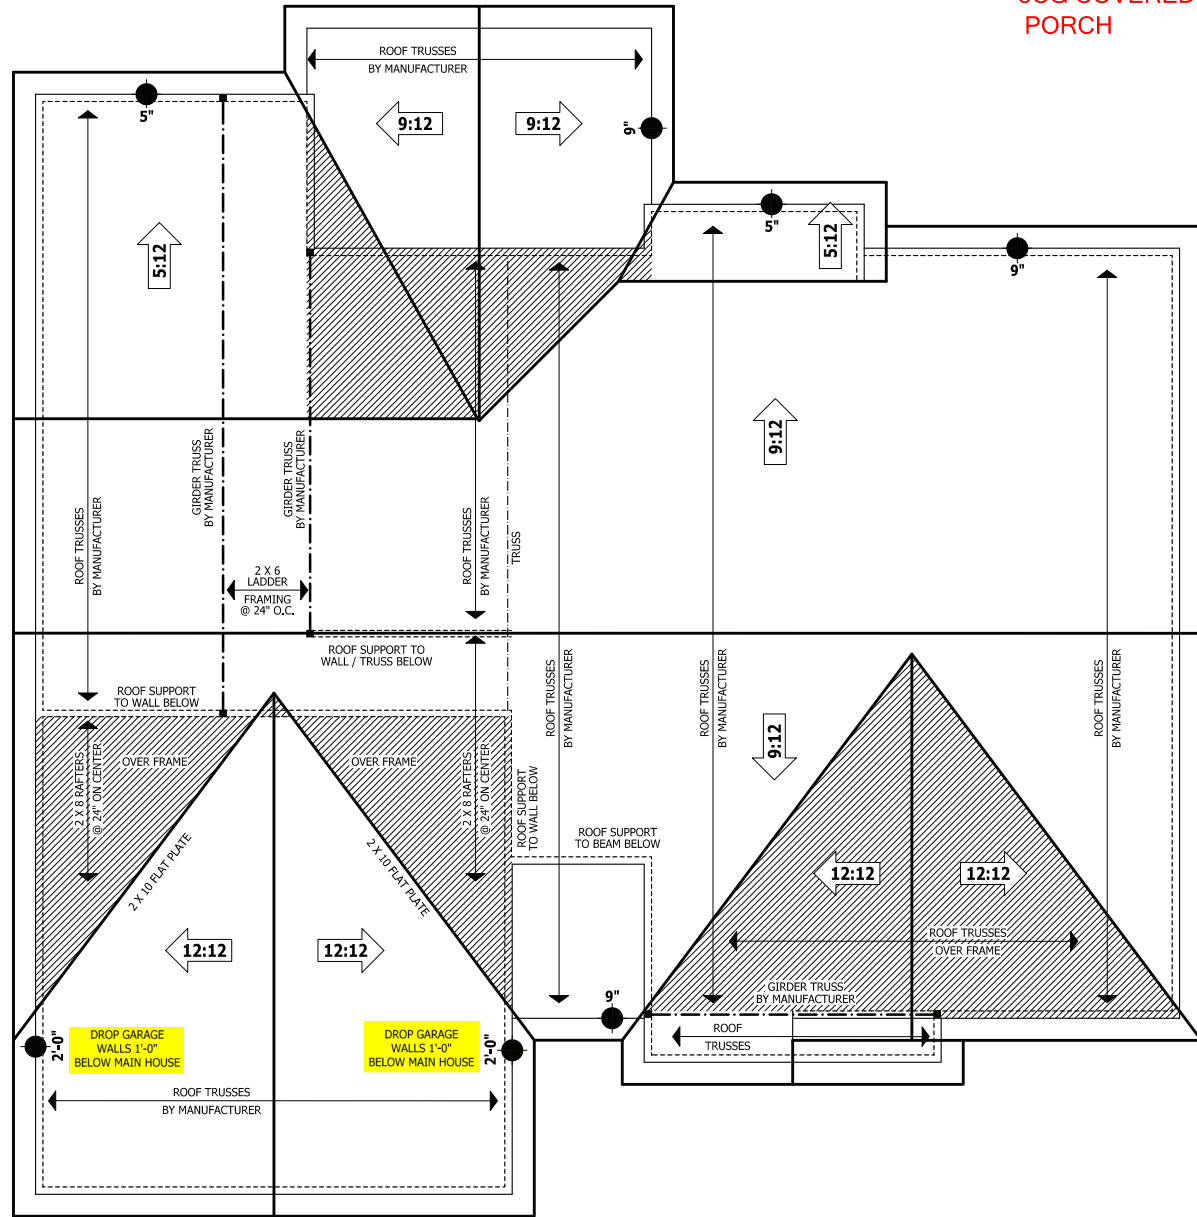 PORCH
ROOF TRUSSES
BY MANUFACTURER
5"
9:12
9:12
9"
5"
5:12
5:12
9"
9:12
GIRDER TRUSS
BY MANUFACTURER
GIRDER TRUSS
BY MANUFACTURER
ROOF TRUSSES
BY MANUFACTURER
ROOF TRUSSES
BY MANUFACTURER
TRUSS
2 X 6
LADDER
FRAMING
@ 24" O.C.
ROOF SUPPORT TO
WALL / TRUSS BELOW
ROOF TRUSSES
BY MANUFACTURER
ROOF TRUSSES
BY MANUFACTURER
ROOF TRUSSES
BY MANUFACTURER
ROOF SUPPORT
TO WALL BELOW
9:12
OVER FRAME
OVER FRAME
2 X 8 RAFTERS
@ 24" ON CENTER
2 X 8 RAFTERS
@ 24" ON CENTER
ROOF SUPPORT
TO WALL BELOW
ROOF SUPPORT
TO BEAM BELOW
2 X 10 FLAT PLATE
2 X 10 FLAT PLATE
12:12
12:12
12:12
12:12
ROOF TRUSSES
OVER FRAME
GIRDER TRUSS
BY MANUFACTURER
9"
ROOF
TRUSSES
2'-0"
DROP GARAGE
WALLS 1'-0"
BELOW MAIN HOUSE
DROP GARAGE
WALLS 1'-0"
BELOW MAIN HOUSE
2'-0"
ROOF TRUSSES
BY MANUFACTURER